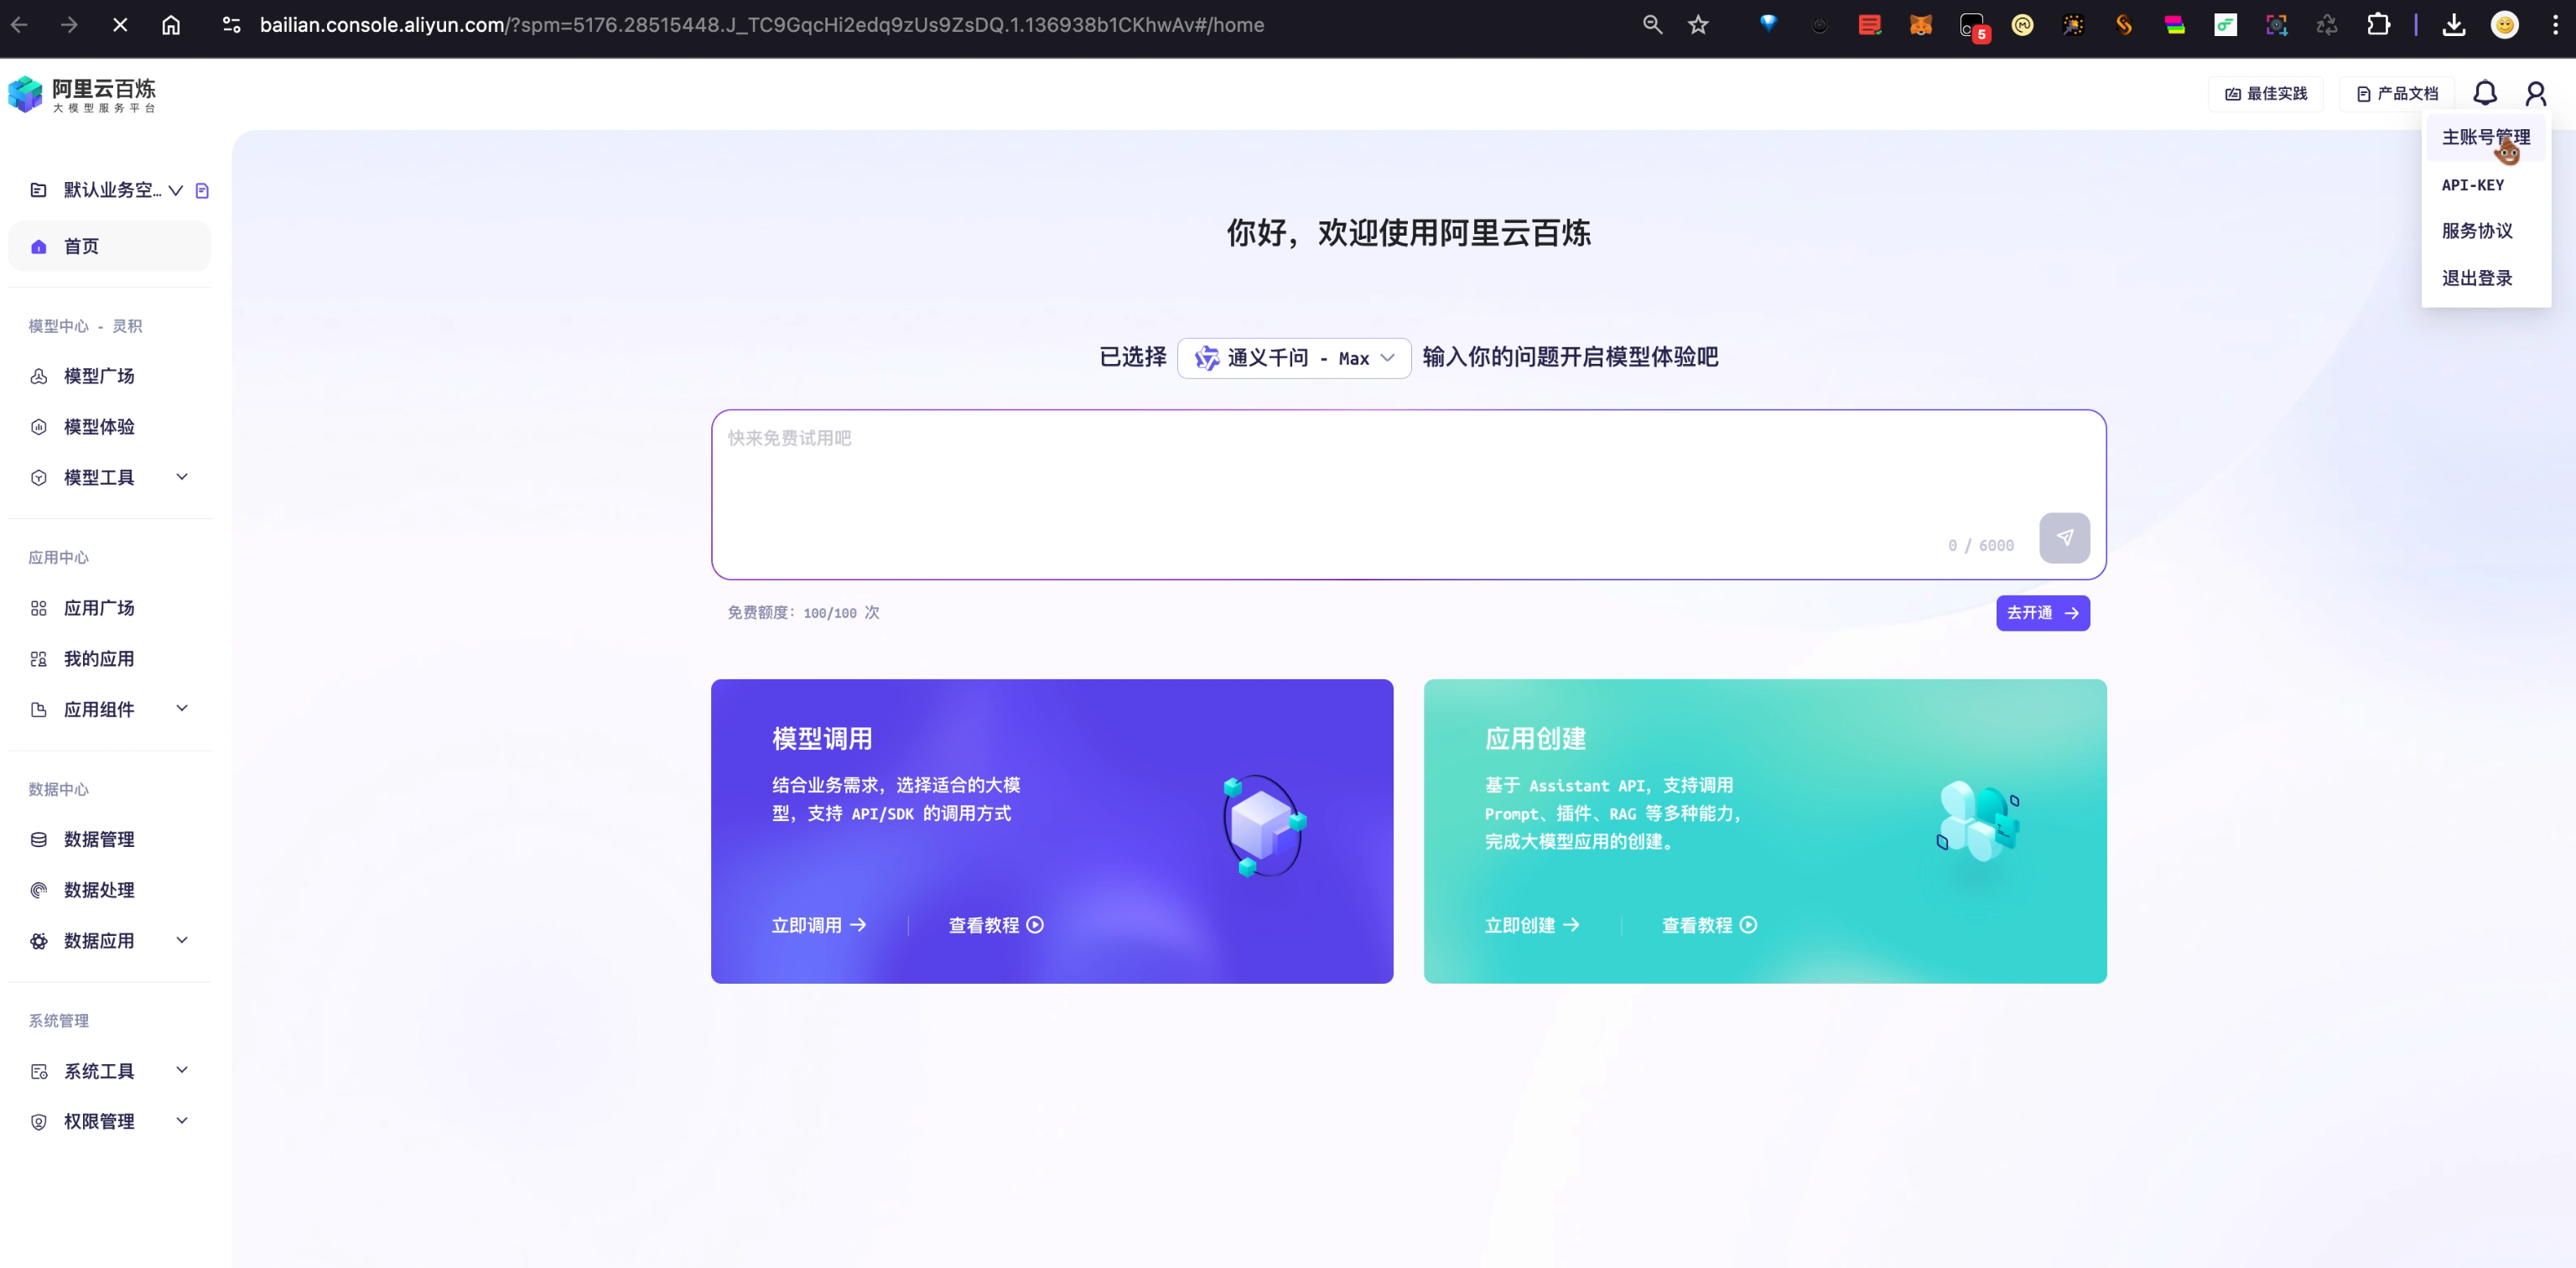 bailian.console.aliyun.com/?spm=5176.28515448.J_TC9GqcHi2edq9zUs9ZsDQ.1.136938b1CKhwAv#/home
5
阿里云百炼
大模型服务平台
最佳实践
产品文档
主账号管理
API-KEY
服务协议
退出登录
默认业务空...
首页
模型中心 - 灵积
模型广场
模型体验
模型工具
应用中心
应用广场
我的应用
应用组件
数据中心
数据管理
数据处理
数据应用
系统管理
系统工具
权限管理
你好，欢迎使用阿里云百炼
已选择 通义千问 - Max 输入你的问题开启模型体验吧
快来免费试用吧
0 / 6000
免费额度：100/100 次
去开通
模型调用
结合业务需求，选择适合的大模
型，支持 API/SDK 的调用方式
立即调用
查看教程
应用创建
基于 Assistant API，支持调用
Prompt、插件、RAG 等多种能力，
完成大模型应用的创建。
立即创建
查看教程